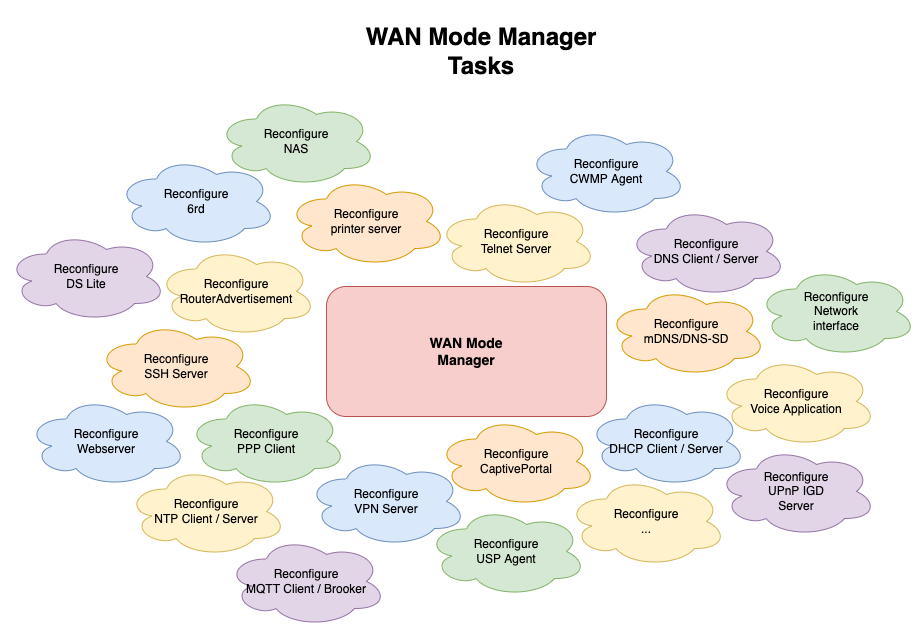 WAN Mode Manager
Tasks
Reconfigure
NAS
Reconfigure
CWMP Agent
Reconfigure
6rd
Reconfigure
printer server
Reconfigure
Telnet Server
Reconfigure
DNS Client / Server
Reconfigure
DS Lite
Reconfigure
RouterAdvertisement
Reconfigure
Network
interface
WAN Mode
Manager
Reconfigure
mDNS/DNS-SD
Reconfigure
SSH Server
Reconfigure
Voice Application
Reconfigure
Webserver
Reconfigure
PPP Client
Reconfigure
CaptivePortal
Reconfigure
DHCP Client / Server
Reconfigure
UPnP IGD
Server
Reconfigure
NTP Client / Server
Reconfigure
VPN Server
Reconfigure
...
Reconfigure
USP Agent
Reconfigure
MQTT Client / Brooker